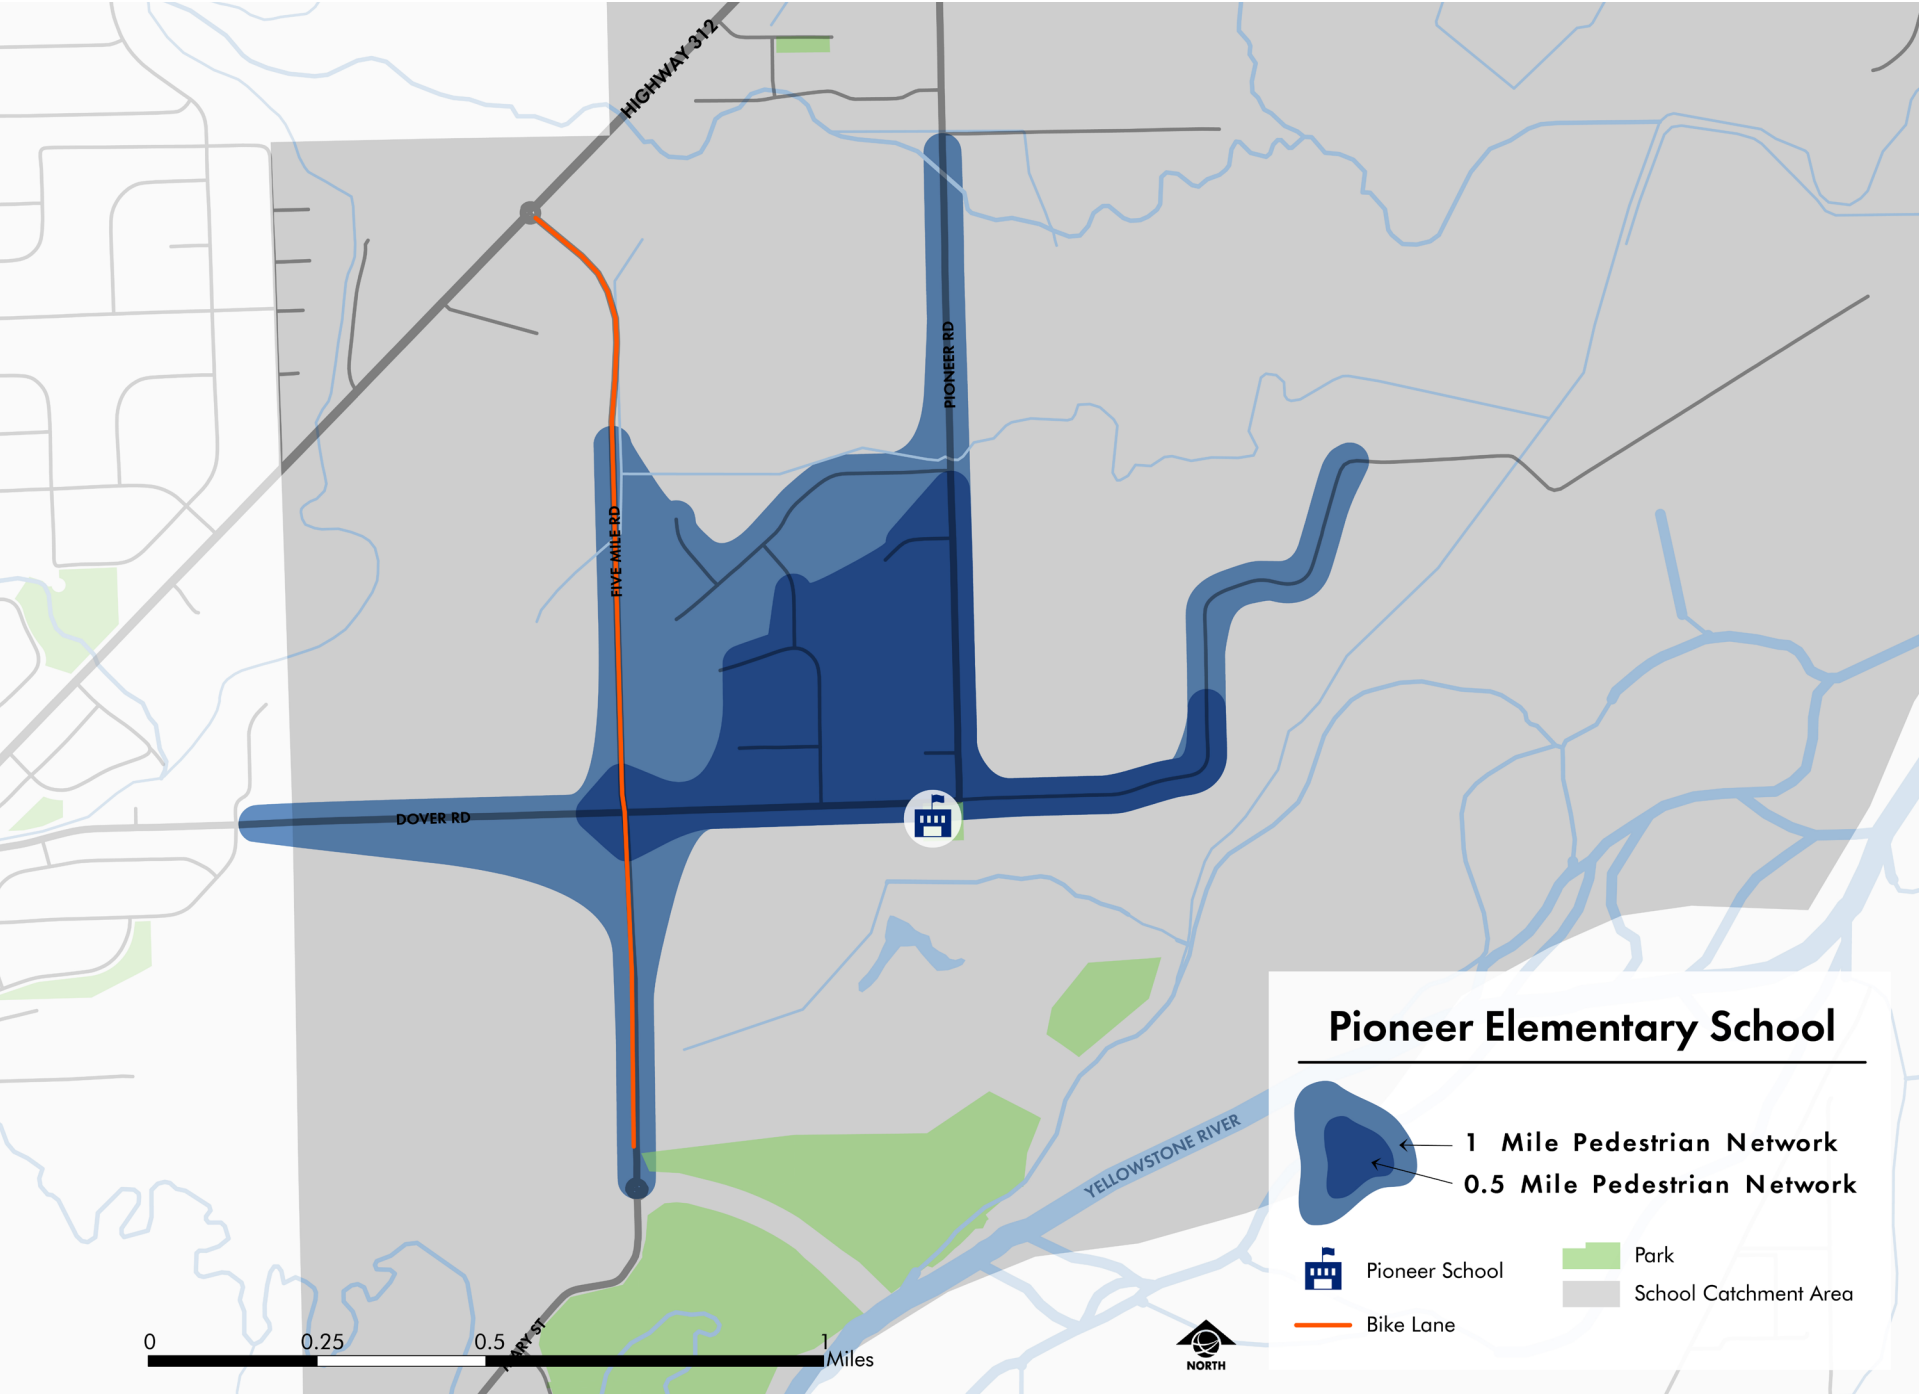 HIGHWAY 312
PIONEER RD
FIVE MILE RD
DOVER RD
YELLOWSTONE RIVER
MARY ST
Pioneer Elementary School
1 Mile Pedestrian Network
0.5 Mile Pedestrian Network
Pioneer School
Bike Lane
Park
School Catchment Area
0 0.25 0.5 1
Miles
NORTH